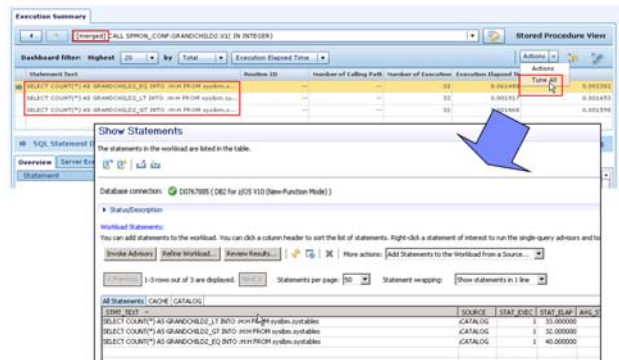 Execution Summary
[merged] CALL SPMON_CONF.GRANDCHILD2.V1( IN INTEGER)
Stored Procedure View
Dashboard filter: Highest 20 by Total Execution Elapsed Time
Actions
Statement Text Routine ID Number of Calling Path Number of Execution Execution Elapsed
Actions
Tune All
SELECT COUNT(*) AS GRANDCHILD2_EQ INTO :H:H FROM sysibm.s...
SELECT COUNT(*) AS GRANDCHILD2_LT INTO :H:H FROM sysibm.sy...
SELECT COUNT(*) AS GRANDCHILD2_GT INTO :H:H FROM sysibm.s...
SQL Statement D
Overview Server Exe
Statement
Show Statements
The statements in the workload are listed in the table.
Database connection: D0767B85 ( DB2 for z/OS V10 (New-Function Mode) )
Status/Description
Workload Statements:
You can add statements to the workload. You can click a column header to sort the list of statements. Right-click a statement of interest to run the single-query advisors and to
Invoke Advisors Refine Workload... Review Results... More actions: Add Statements to the Workload from a Source...
< Previous 1-3 rows out of 3 are displayed. Next > Statements per page: 50 Statement wrapping: Show statements in 1 line
All Statements CACHE CATALOG
STMT_TEXT SOURCE STAT_EXEC STAT_ELAP AVG_S
SELECT COUNT(*) AS GRANDCHILD2_LT INTO :H:H FROM sysibm.systables CATALOG 1 33.000000
SELECT COUNT(*) AS GRANDCHILD2_GT INTO :H:H FROM sysibm.systables CATALOG 1 32.000000
SELECT COUNT(*) AS GRANDCHILD2_EQ INTO :H:H FROM sysibm.systables CATALOG 1 40.000000